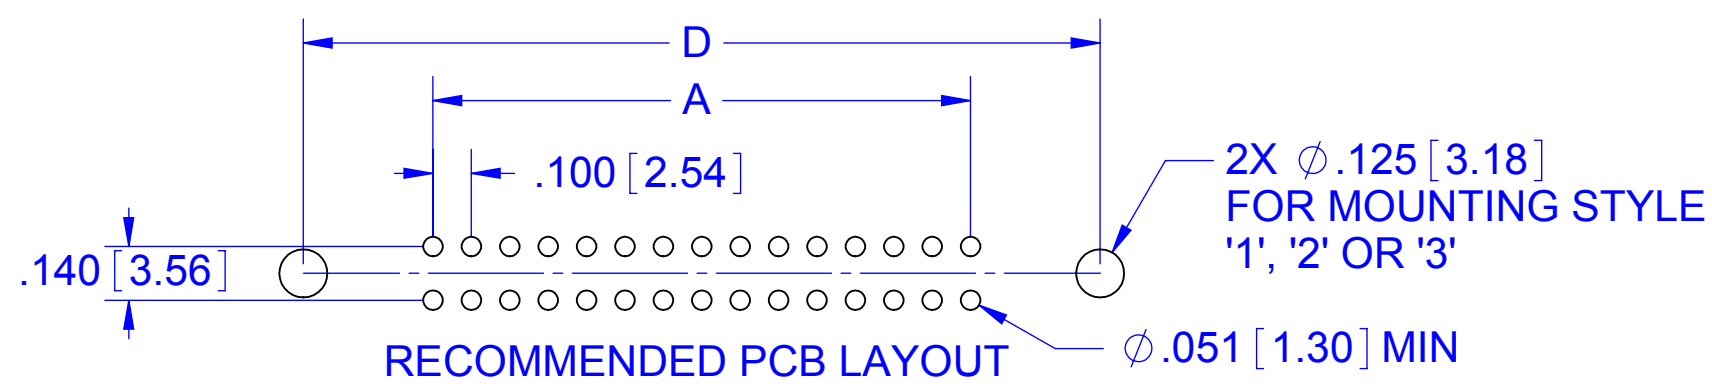 D
A
.100 [2.54]
2X ∅ .125 [3.18]
FOR MOUNTING STYLE
'1', '2' OR '3'
.140 [3.56]
∅ .051 [1.30] MIN
RECOMMENDED PCB LAYOUT